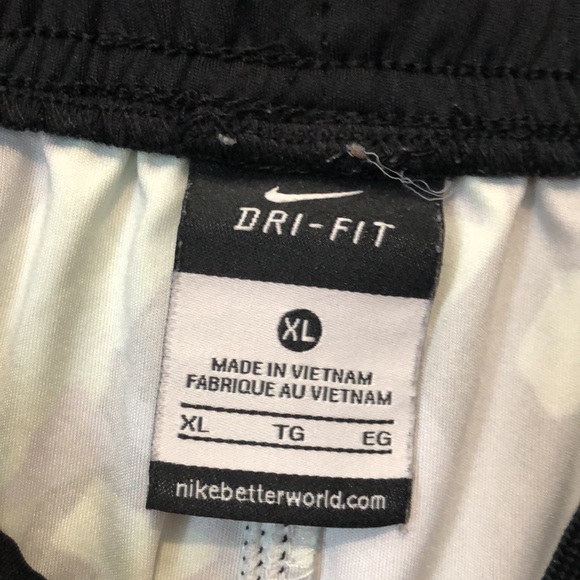 DRI-FIT
XL
MADE IN VIETNAM
FABRIQUE AU VIETNAM
XL TG EG
nikebetterworld.com